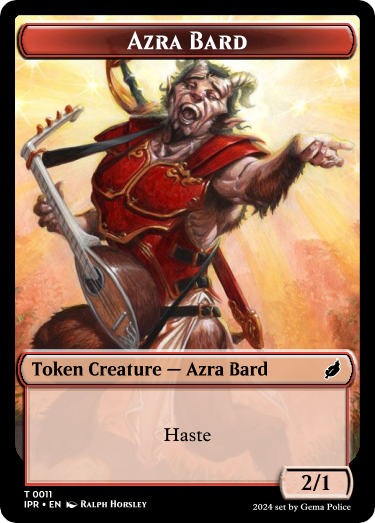 Azra Bard
Token Creature — Azra Bard
Haste
2/1
T 0011
IPR • EN Ralph Horsley
2024 set by Gema Police